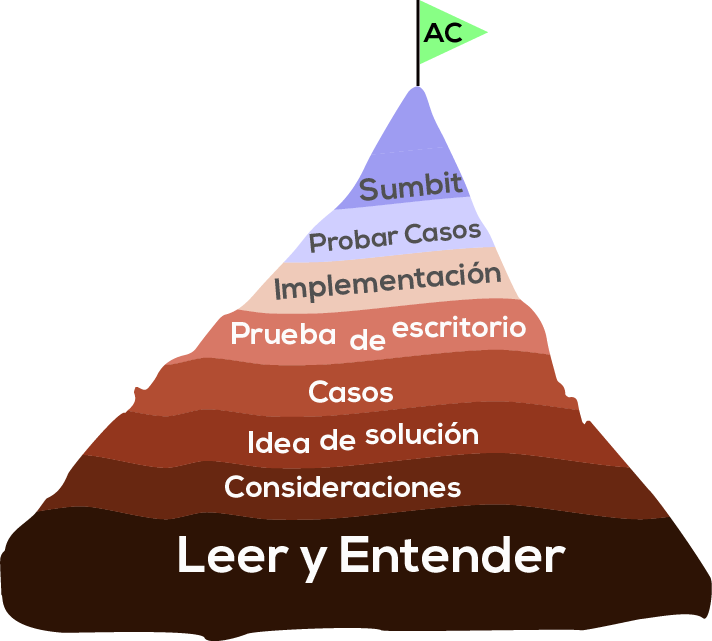 AC
Sumbit
Probar Casos
Implementación
Prueba de escritorio
Casos
Idea de solución
Consideraciones
Leer y Entender